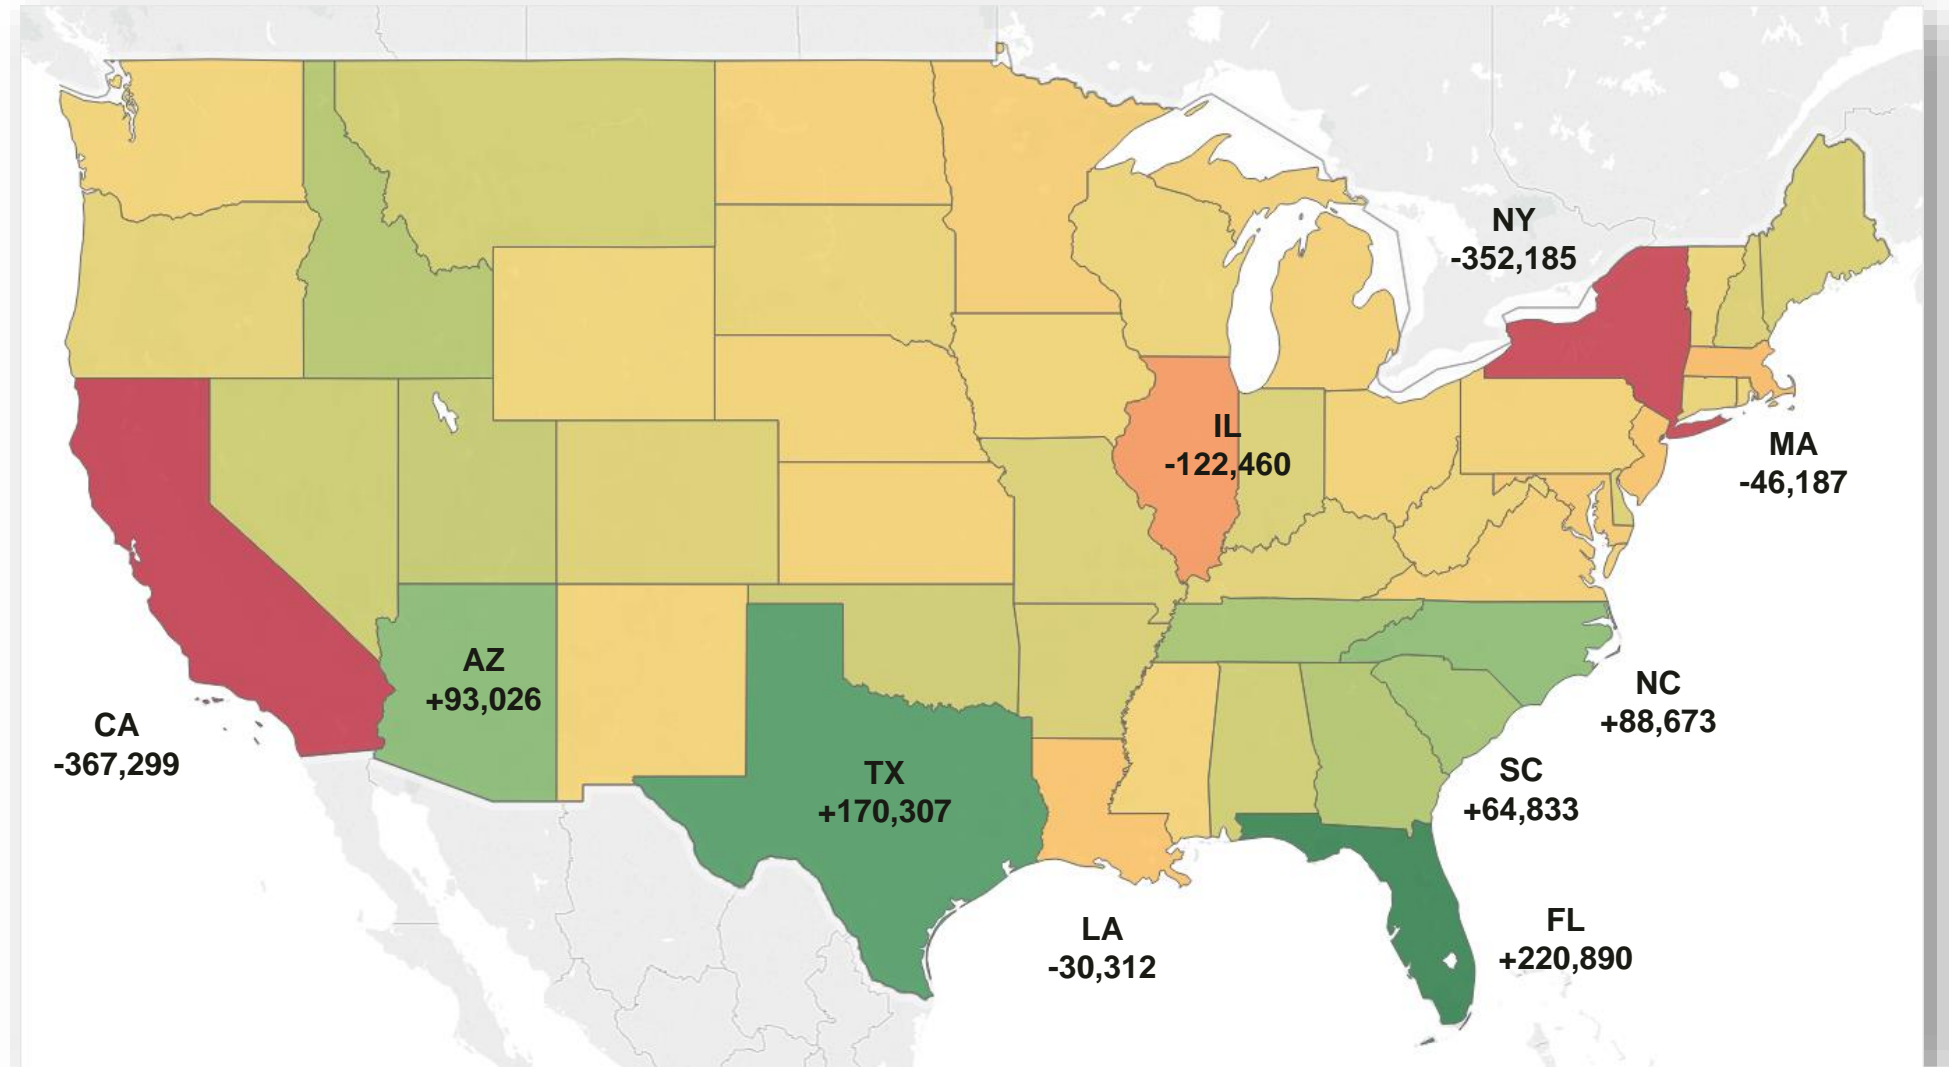 NY
-352,185
IL
-122,460
MA
-46,187
AZ
+93,026
NC
+88,673
CA
-367,299
TX
+170,307
SC
+64,833
LA
-30,312
FL
+220,890